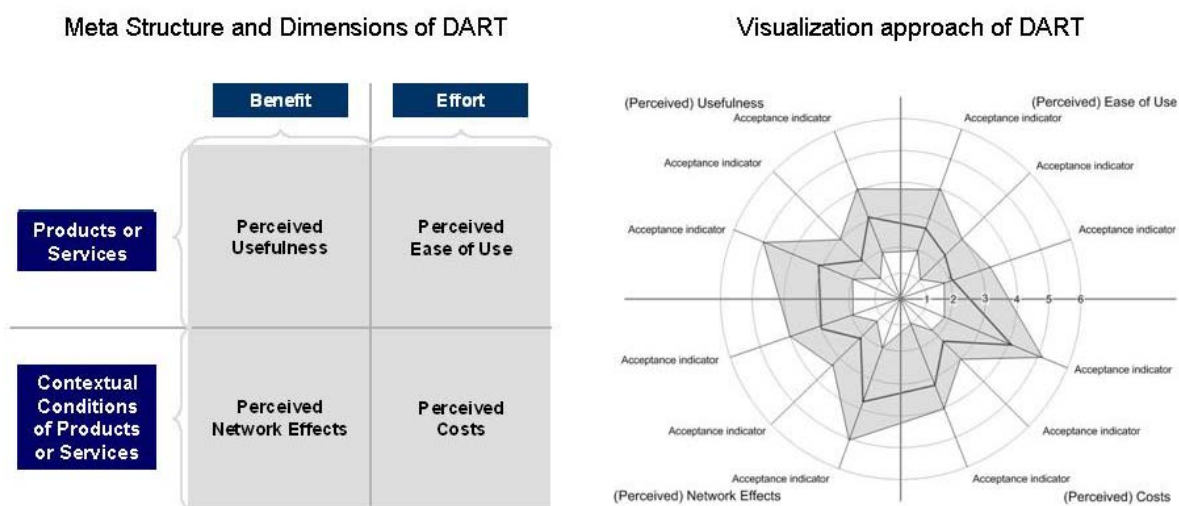 Meta Structure and Dimensions of DART
Benefit
Effort
Products or
Services
Perceived
Usefulness
Perceived
Ease of Use
Contextual
Conditions
of Products
or Services
Perceived
Network Effects
Perceived
Costs
Visualization approach of DART
(Perceived) Usefulness
(Perceived) Ease of Use
Acceptance indicator
Acceptance indicator
Acceptance indicator
Acceptance indicator
Acceptance indicator
Acceptance indicator
1 2 3 4 5 6
Acceptance indicator
Acceptance indicator
Acceptance indicator
Acceptance indicator
Acceptance indicator
Acceptance indicator
(Perceived) Network Effects
(Perceived) Costs